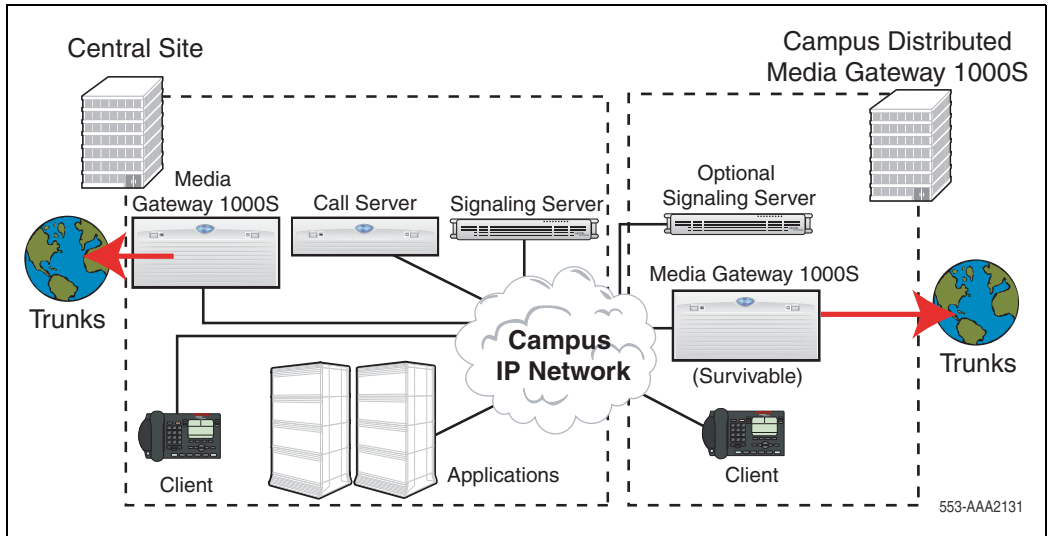 Central Site
Campus Distributed
Media Gateway 1000S
Media
Gateway 1000S
Call Server
Signaling Server
Optional
Signaling Server
Media Gateway 1000S
Trunks
Campus
IP Network
(Survivable)
Trunks
Client
Applications
Client
553-AAA2131